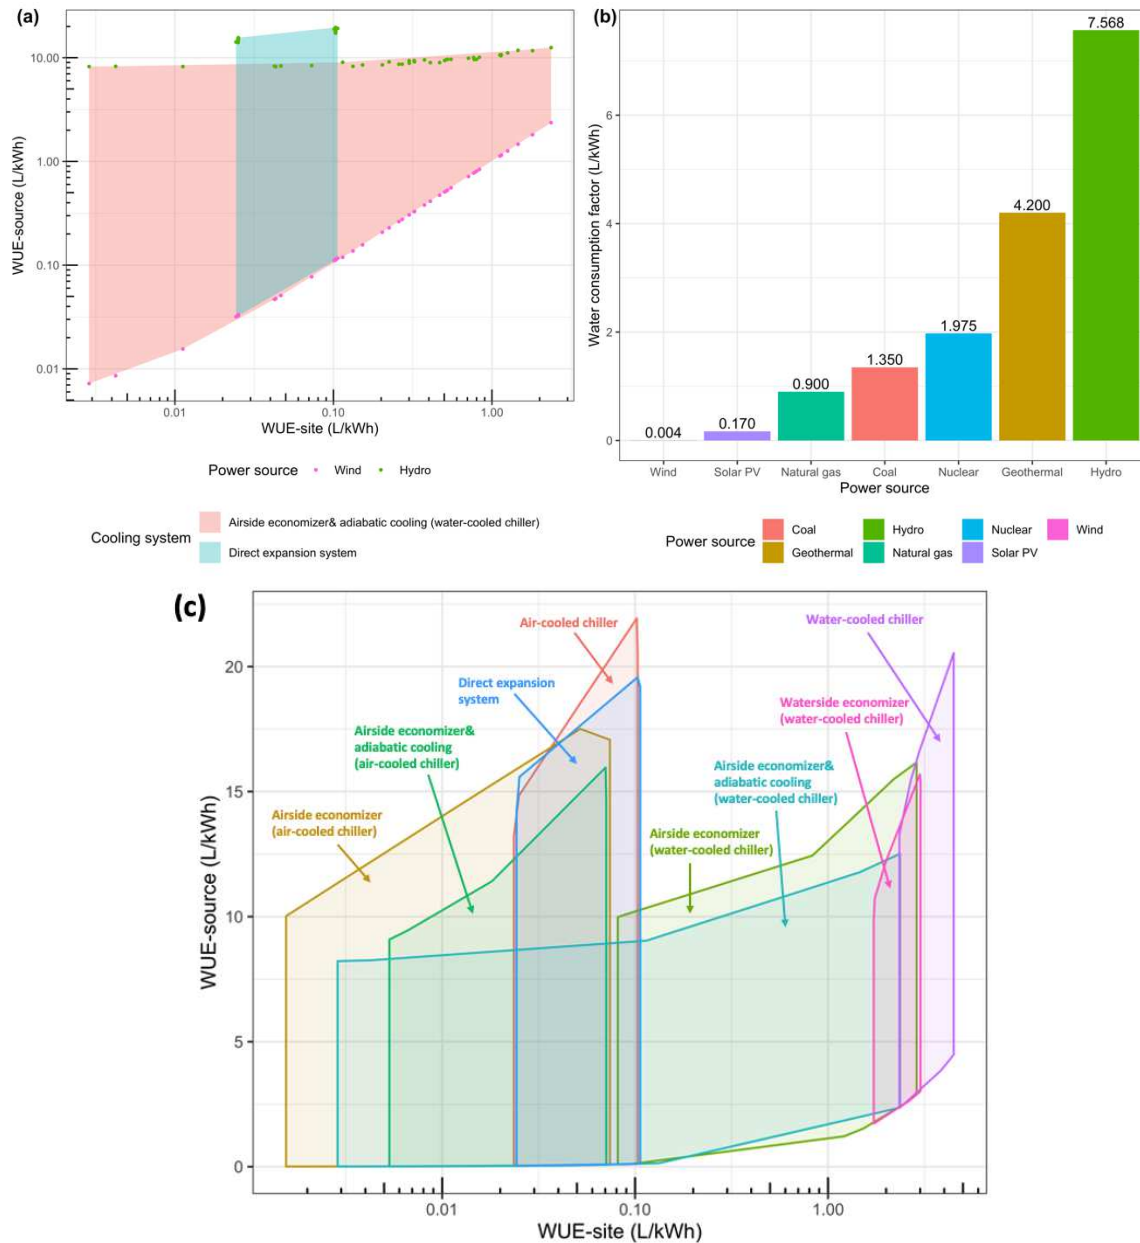 (a)
10.00
1.00
0.10
0.01
WUE-source (L/kWh)
0.01
0.10
1.00
WUE-site (L/kWh)
Power source
Wind
Hydro
Cooling system
Airside economizer& adiabatic cooling (water-cooled chiller)
Direct expansion system
(b)
Water consumption factor (L/kWh)
6
4
2
0
0.004
0.170
0.900
1.350
1.975
4.200
7.568
Wind
Solar PV
Natural gas
Coal
Nuclear
Geothermal
Hydro
Power source
Power source
Coal
Hydro
Nuclear
Wind
Geothermal
Natural gas
Solar PV
(c)
WUE-source (L/kWh)
20
15
10
5
0
Air-cooled chiller
Water-cooled chiller
Direct expansion
system
Waterside economizer
(water-cooled chiller)
Airside economizer&
adiabatic cooling
(air-cooled chiller)
Airside economizer&
adiabatic cooling
(water-cooled chiller)
Airside economizer
(air-cooled chiller)
Airside economizer
(water-cooled chiller)
0.01
0.10
1.00
WUE-site (L/kWh)